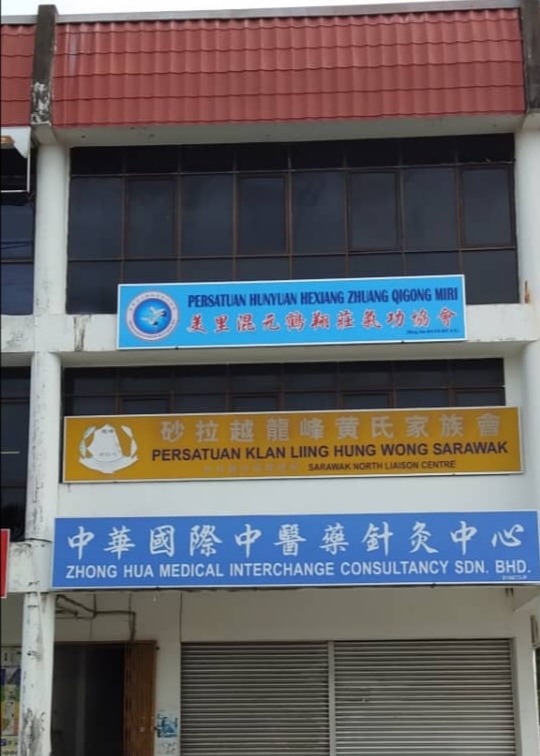 PERSATUAN HUNYUAN HEXIANG ZHUANG QIGONG MIRI
美里混元鶴翔莊氣功協會
砂拉越龍峰黄氏家族會
PERSATUAN KLAN LIING HUNG WONG SARAWAK
SARAWAK NORTH LIAISON CENTRE
中華國際中醫藥針灸中心
ZHONG HUA MEDICAL INTERCHANGE CONSULTANCY SDN. BHD.